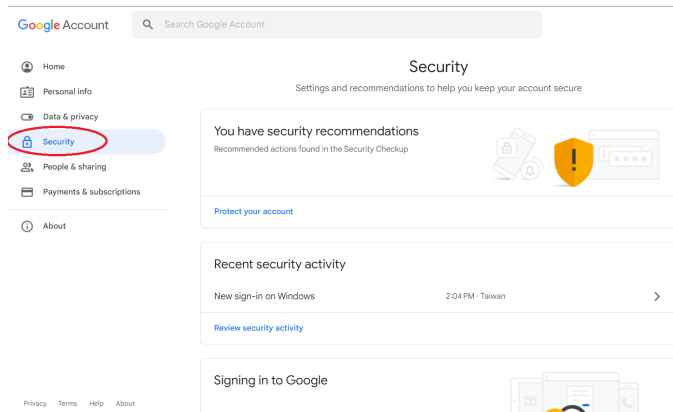 Google Account
Search Google Account
Home
Personal info
Data & privacy
Security
People & sharing
Payments & subscriptions
About
Security
Settings and recommendations to help you keep your account secure
You have security recommendations
Recommended actions found in the Security Checkup
Protect your account
Recent security activity
New sign-in on Windows 2:04 PM · Taiwan
Review security activity
Signing in to Google
Privacy Terms Help About